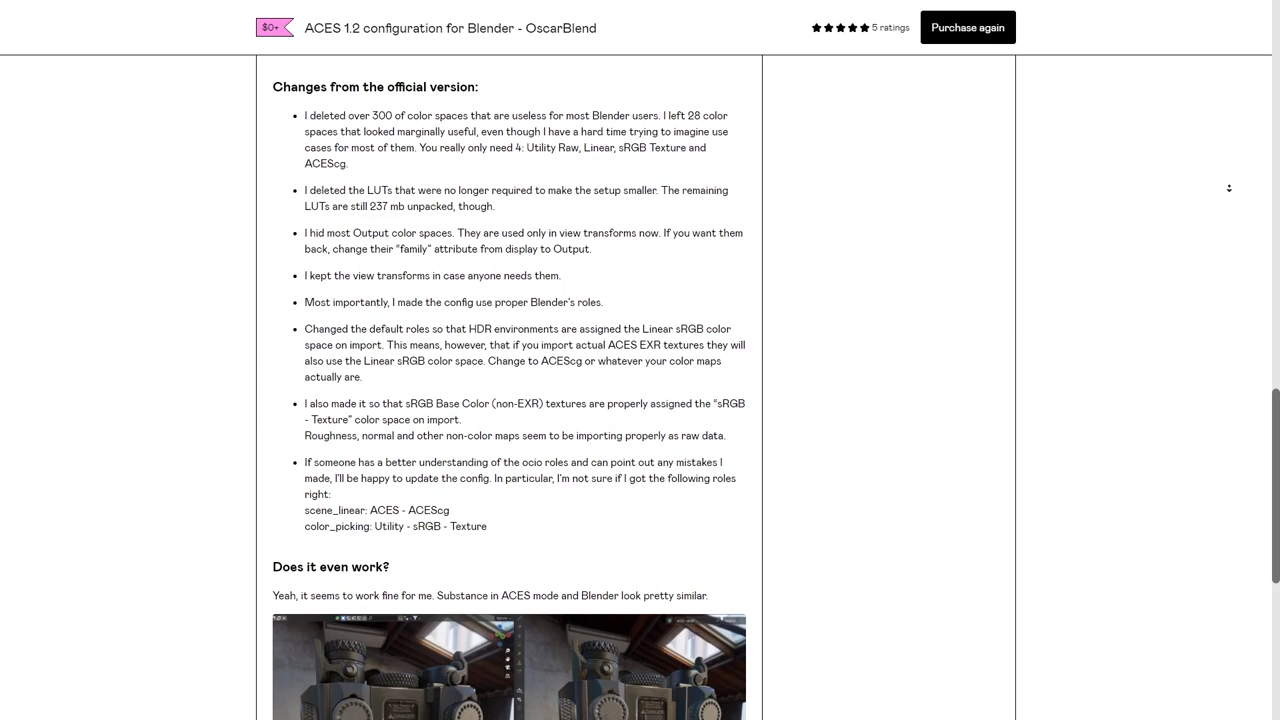 $0+
ACES 1.2 configuration for Blender - OscarBlend
5 ratings
Purchase again
Changes from the official version:
I deleted over 300 of color spaces that are useless for most Blender users. I left 28 color
spaces that looked marginally useful, even though I have a hard time trying to imagine use
cases for most of them. You really only need 4: Utility Raw, Linear, sRGB Texture and
ACEScg.
I deleted the LUTs that were no longer required to make the setup smaller. The remaining
LUTs are still 237 mb unpacked, though.
I hid most Output color spaces. They are used only in view transforms now. If you want them
back, change their “family” attribute from display to Output.
I kept the view transforms in case anyone needs them.
Most importantly, I made the config use proper Blender’s roles.
Changed the default roles so that HDR environments are assigned the Linear sRGB color
space on import. This means, however, that if you import actual ACES EXR textures they will
also use the Linear sRGB color space. Change to ACEScg or whatever your color maps
actually are.
I also made it so that sRGB Base Color (non-EXR) textures are properly assigned the “sRGB
- Texture” color space on import.
Roughness, normal and other non-color maps seem to be importing properly as raw data.
If someone has a better understanding of the ocio roles and can point out any mistakes I
made, I’ll be happy to update the config. In particular, I’m not sure if I got the following roles
right:
scene_linear: ACES - ACEScg
color_picking: Utility - sRGB - Texture
Does it even work?
Yeah, it seems to work fine for me. Substance in ACES mode and Blender look pretty similar.